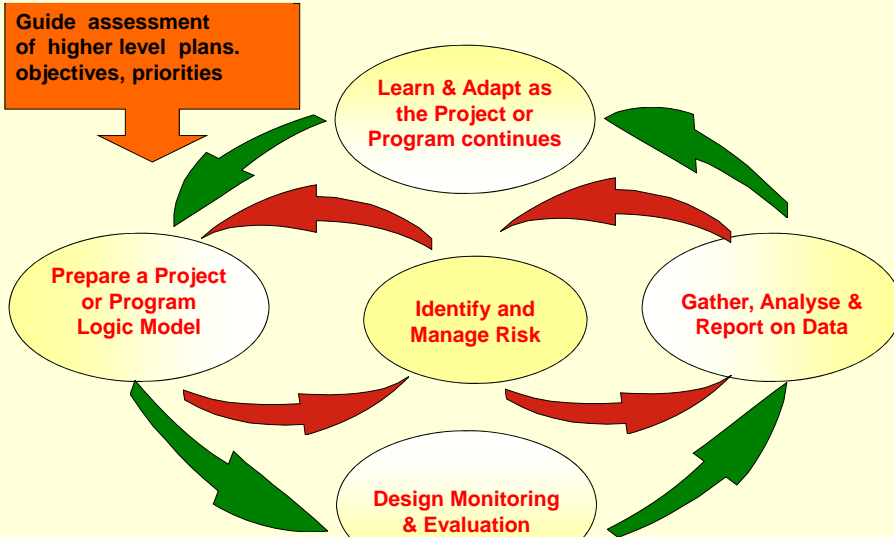 Guide assessment
of higher level plans.
objectives, priorities
Learn & Adapt as
the Project or
Program continues
Prepare a Project
or Program
Logic Model
Identify and
Manage Risk
Gather, Analyse &
Report on Data
Design Monitoring
& Evaluation